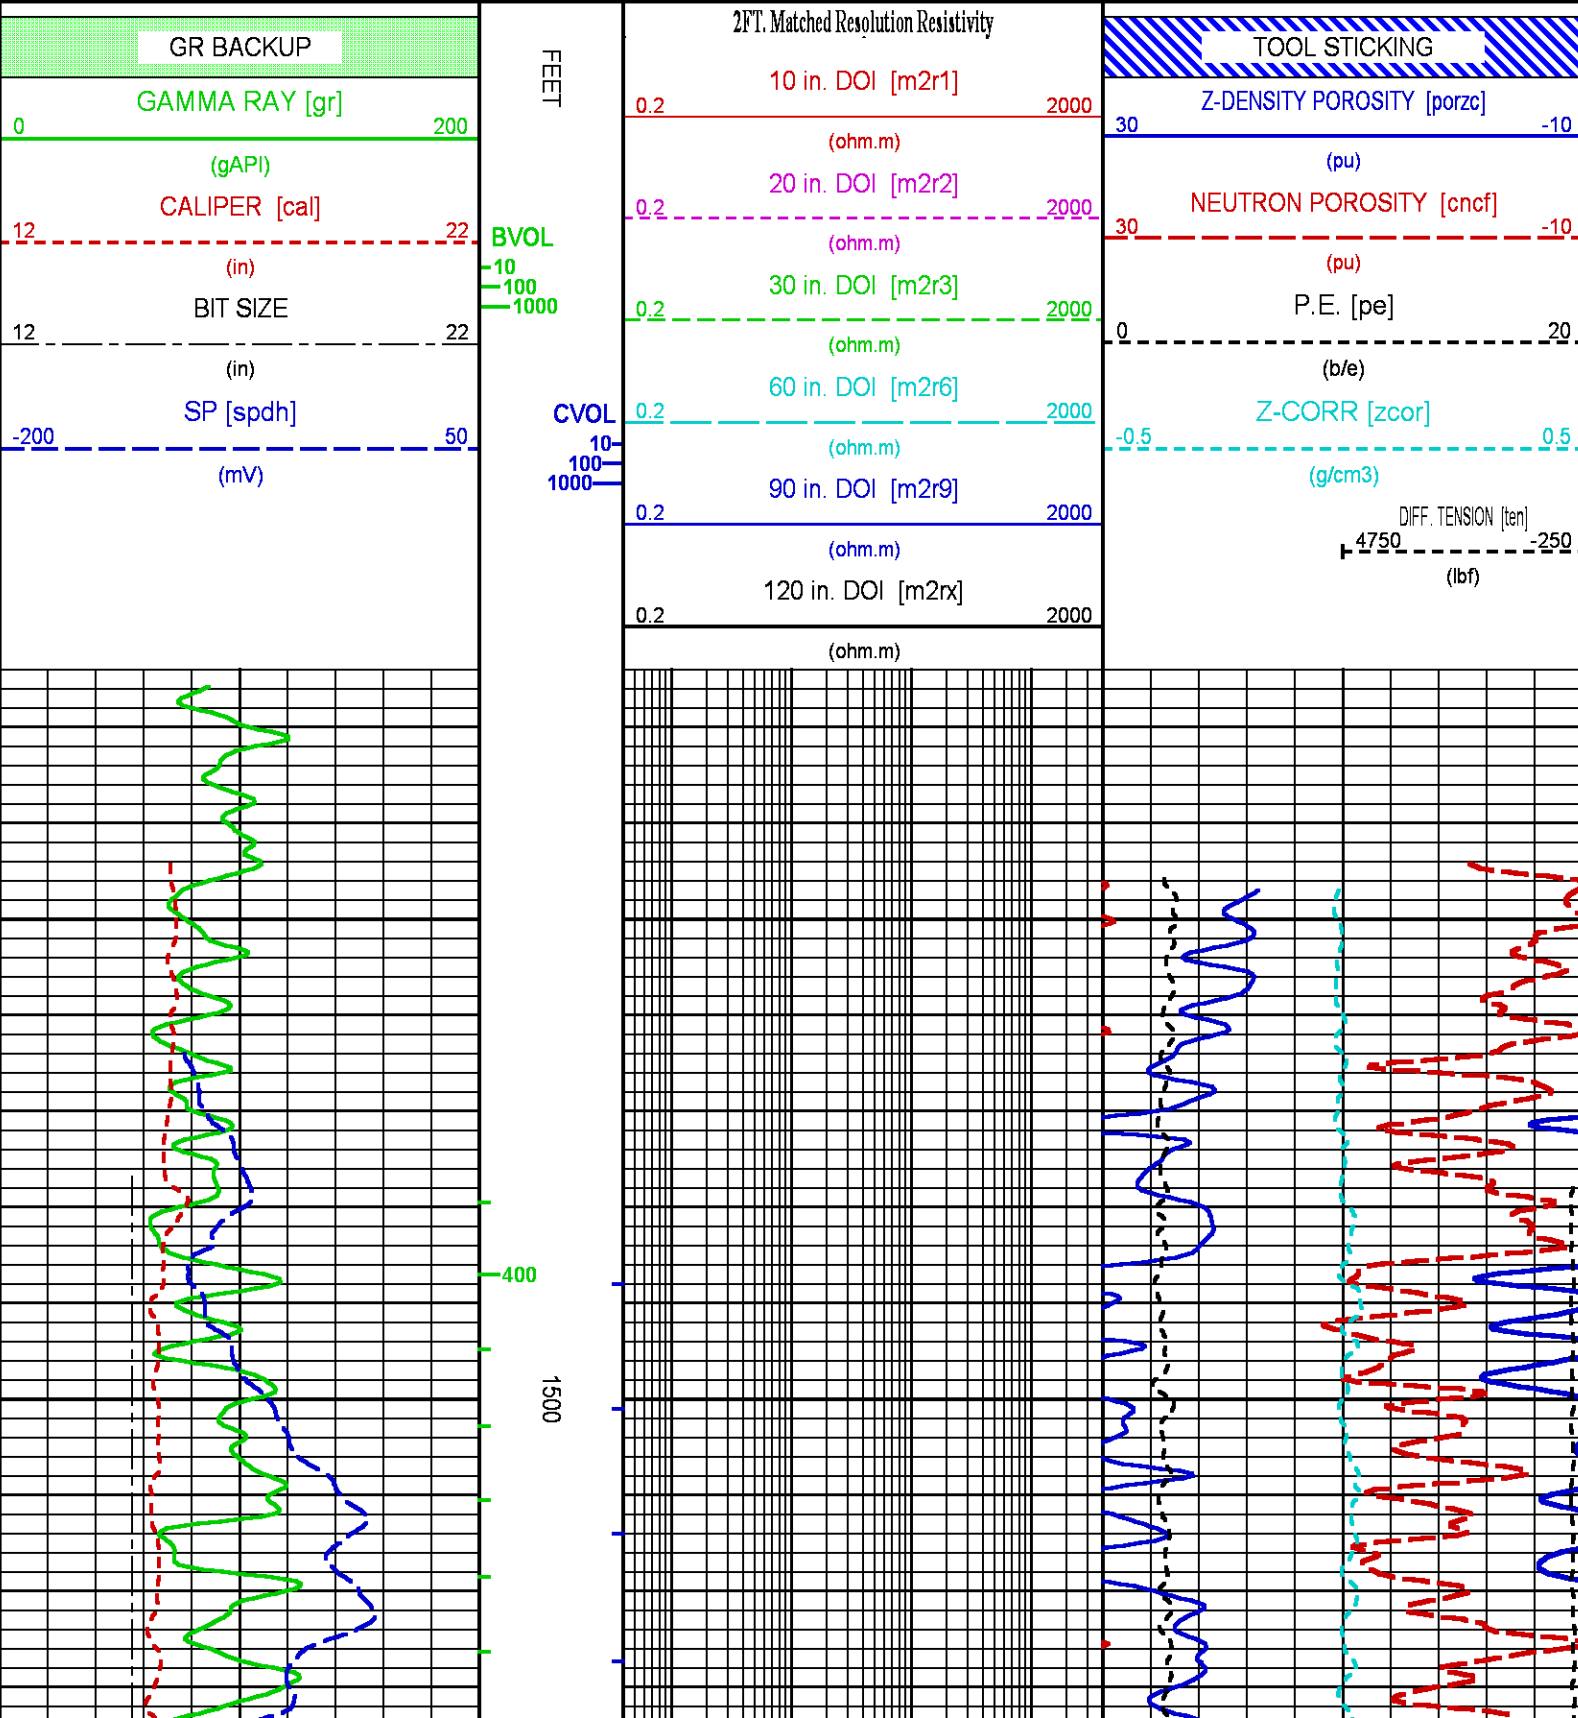 GR BACKUP
GAMMA RAY [gr]
0 200
(gAPI)
CALIPER [cal]
12 22
(in)
BIT SIZE
12 22
(in)
SP [spdh]
-200 50
(mV)
FEET
BVOL
10
100
1000
CVOL
10
100
1000
400
1500
2FT. Matched Resolution Resistivity
10 in. DOI [m2r1]
0.2 2000
(ohm.m)
20 in. DOI [m2r2]
0.2 2000
(ohm.m)
30 in. DOI [m2r3]
0.2 2000
(ohm.m)
60 in. DOI [m2r6]
0.2 2000
(ohm.m)
90 in. DOI [m2r9]
0.2 2000
(ohm.m)
120 in. DOI [m2rx]
0.2 2000
(ohm.m)
TOOL STICKING
Z-DENSITY POROSITY [porzc]
30 -10
(pu)
NEUTRON POROSITY [cncf]
30 -10
(pu)
P.E. [pe]
0 20
(b/e)
Z-CORR [zcor]
-0.5 0.5
(g/cm3)
DIFF. TENSION [ten]
4750 -250
(lbf)